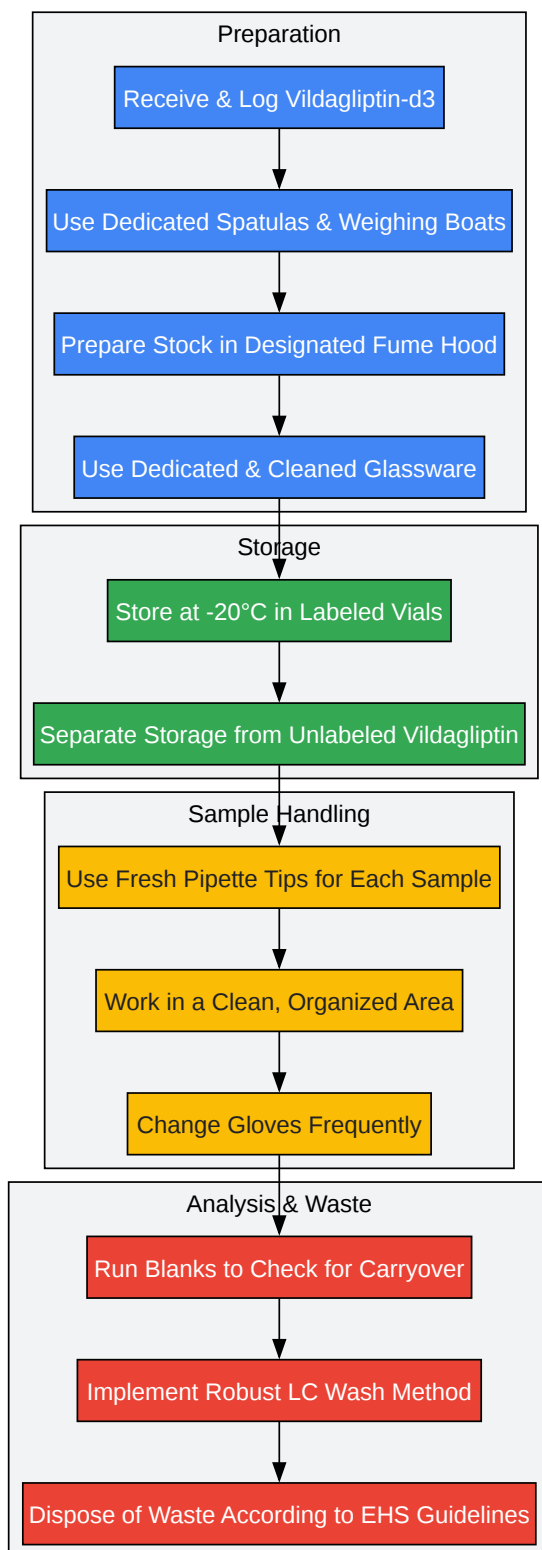 Preparation
Receive & Log Vildagliptin-d3
Use Dedicated Spatulas & Weighing Boats
Prepare Stock in Designated Fume Hood
Use Dedicated & Cleaned Glassware
Storage
Store at -20°C in Labeled Vials
Separate Storage from Unlabeled Vildagliptin
Sample Handling
Use Fresh Pipette Tips for Each Sample
Work in a Clean, Organized Area
Change Gloves Frequently
Analysis & Waste
Run Blanks to Check for Carryover
Implement Robust LC Wash Method
Dispose of Waste According to EHS Guidelines